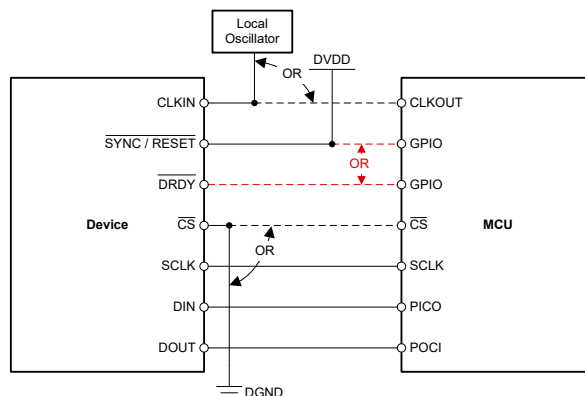 Local
Oscillator
OR
DVDD
CLKIN
CLKOUT
SYNC / RESET
GPIO
OR
DRDY
GPIO
Device
CS
OR
CS
MCU
SCLK
SCLK
DIN
PICO
DOUT
POCI
DGND